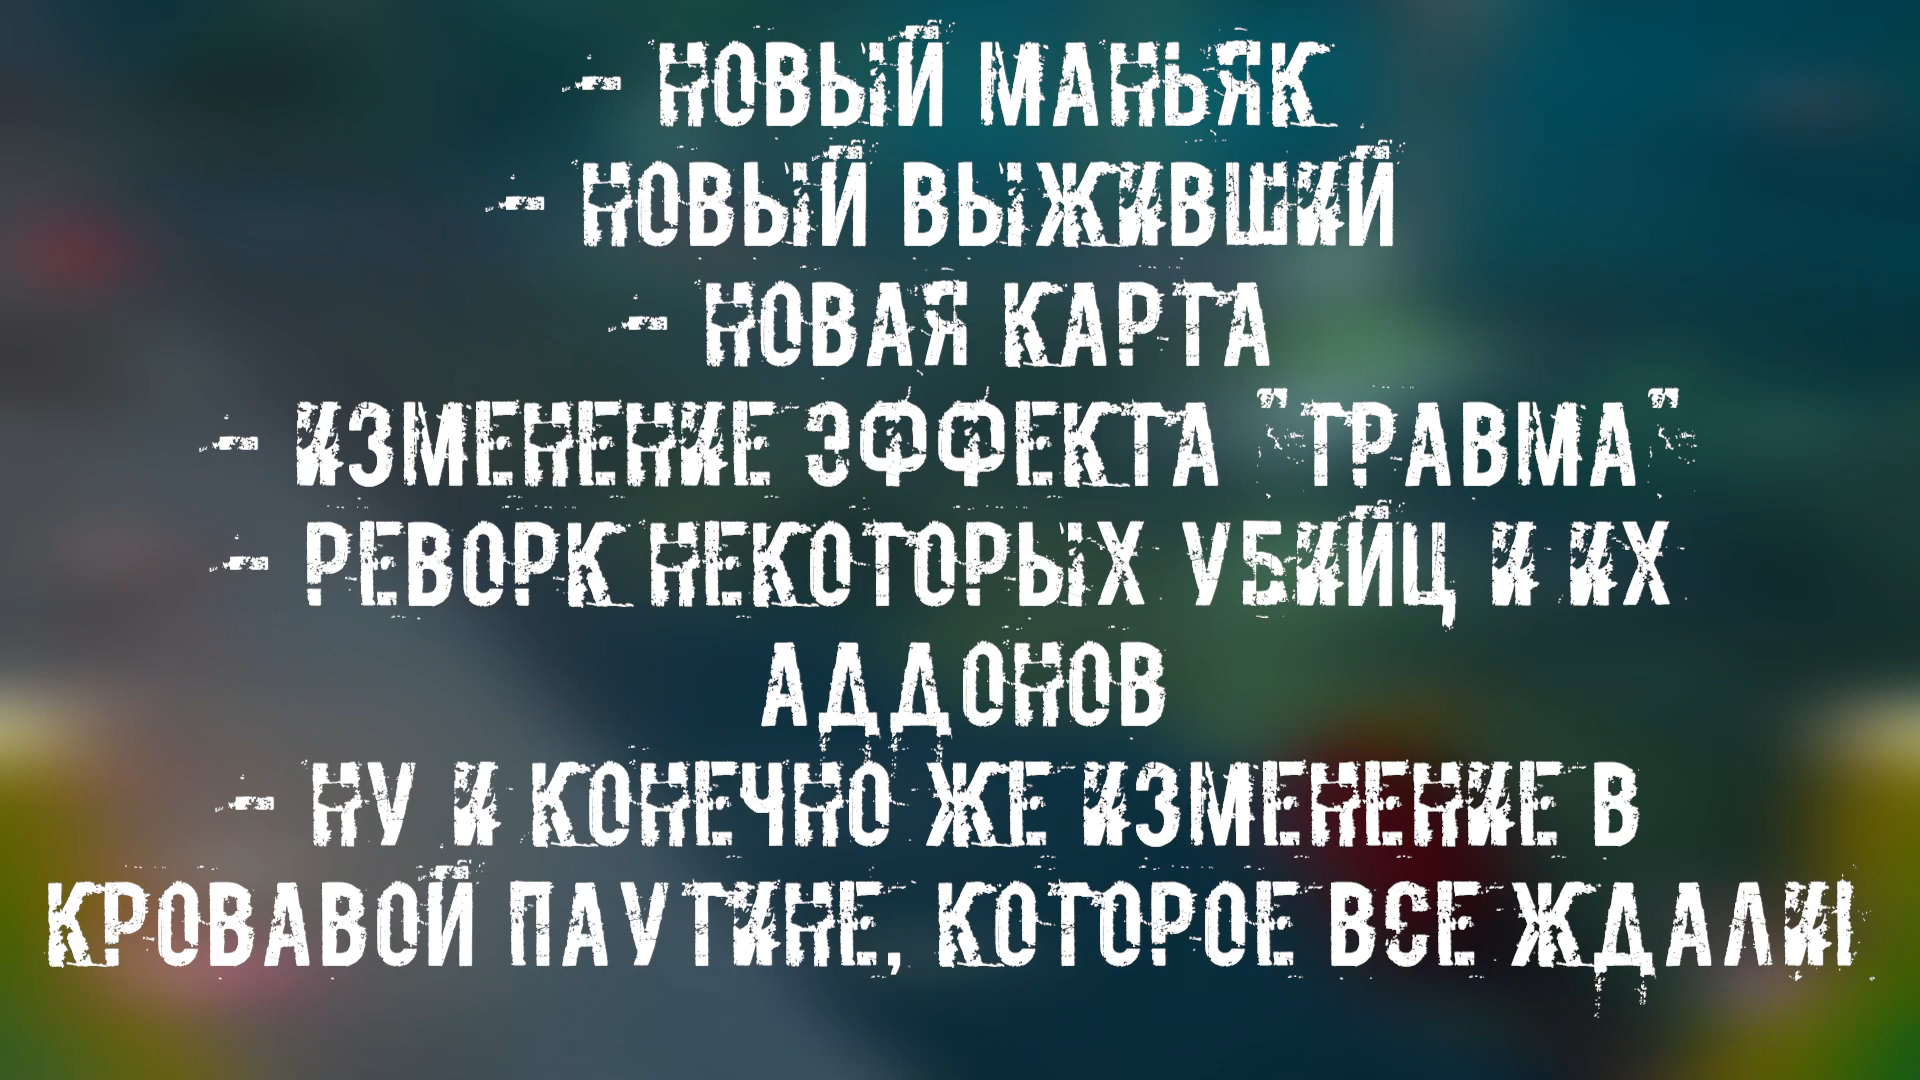 - НОВЫЙ МАНЬЯК
- НОВЫЙ ВЫЖИВШИЙ
- НОВАЯ КАРТА
- ИЗМЕНЕНИЕ ЭФФЕКТА "ТРАВМА"
- РЕВОРК НЕКОТОРЫХ УБИЙЦ И ИХ
АДДОНОВ
- НУ И КОНЕЧНО ЖЕ ИЗМЕНЕНИЕ В
КРОВАВОЙ ПАУТИНЕ, КОТОРОЕ ВСЕ ЖДАЛИ!